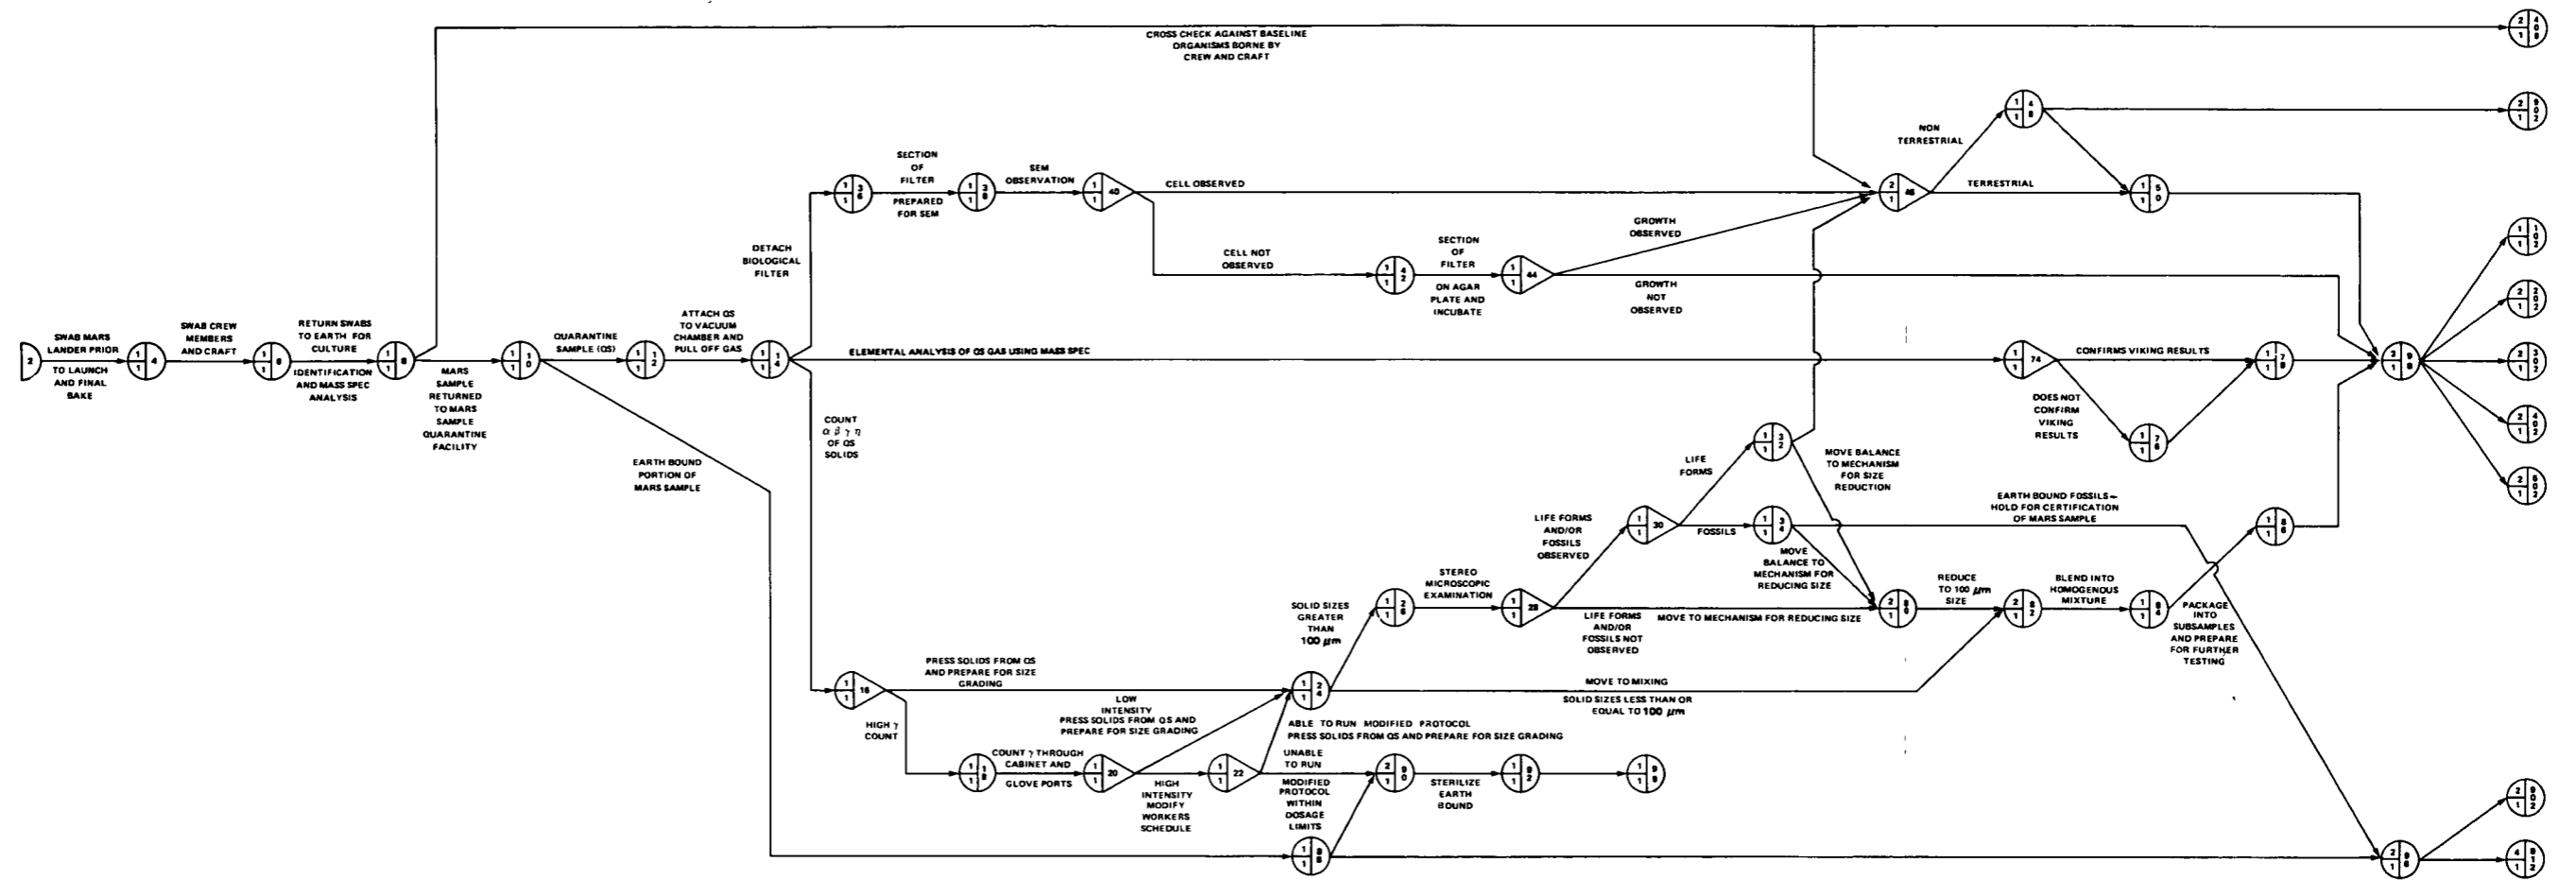 CROSS CHECK AGAINST BASELINE
ORGANISMS BORNE BY
CREW AND CRAFT
NON
TERRESTRIAL
TERRESTRIAL
SECTION
OF
FILTER
PREPARED
FOR SEM
SEM
OBSERVATION
40
CELL OBSERVED
CELL NOT
OBSERVED
SECTION
OF
FILTER
ON AGAR
PLATE AND
INCUBATE
44
GROWTH
OBSERVED
GROWTH
NOT
OBSERVED
DETACH
BIOLOGICAL
FILTER
2
SWAB MARS
LANDER PRIOR
TO LAUNCH
AND FINAL
BAKE
4
SWAB CREW
MEMBERS
AND CRAFT
RETURN SWABS
TO EARTH FOR
CULTURE
IDENTIFICATION
AND MASS SPEC
ANALYSIS
MARS
SAMPLE
RETURNED
TO MARS
SAMPLE
QUARANTINE
FACILITY
QUARANTINE
SAMPLE (QS)
ATTACH QS
TO VACUUM
CHAMBER AND
PULL OFF GAS
ELEMENTAL ANALYSIS OF QS GAS USING MASS SPEC
74
CONFIRMS VIKING RESULTS
DOES NOT
CONFIRM
VIKING
RESULTS
EARTH BOUND
PORTION OF
MARS SAMPLE
COUNT
α β γ η
OF QS
SOLIDS
LIFE
FORMS
MOVE BALANCE
TO MECHANISM
FOR SIZE
REDUCTION
LIFE FORMS
AND/OR
FOSSILS
OBSERVED
30
FOSSILS
EARTH BOUND FOSSILS—
HOLD FOR CERTIFICATION
OF MARS SAMPLE
MOVE
BALANCE TO
MECHANISM FOR
REDUCING SIZE
SOLID SIZES
GREATER
THAN
100 μm
STEREO
MICROSCOPIC
EXAMINATION
28
LIFE FORMS
AND/OR
FOSSILS NOT
OBSERVED
MOVE TO MECHANISM FOR REDUCING SIZE
REDUCE
TO 100 μm
SIZE
BLEND INTO
HOMOGENOUS
MIXTURE
PACKAGE
INTO
SUBSAMPLES
AND PREPARE
FOR FURTHER
TESTING
16
PRESS SOLIDS FROM QS
AND PREPARE FOR SIZE
GRADING
MOVE TO MIXING
SOLID SIZES LESS THAN OR
EQUAL TO 100 μm
HIGH γ
COUNT
LOW
INTENSITY
PRESS SOLIDS FROM QS AND
PREPARE FOR SIZE GRADING
ABLE TO RUN MODIFIED PROTOCOL
PRESS SOLIDS FROM QS AND PREPARE FOR SIZE GRADING
COUNT γ THROUGH
CABINET AND
GLOVE PORTS
20
HIGH
INTENSITY
MODIFY
WORKERS
SCHEDULE
22
UNABLE
TO RUN
MODIFIED
PROTOCOL
WITHIN
DOSAGE
LIMITS
STERILIZE
EARTH
BOUND